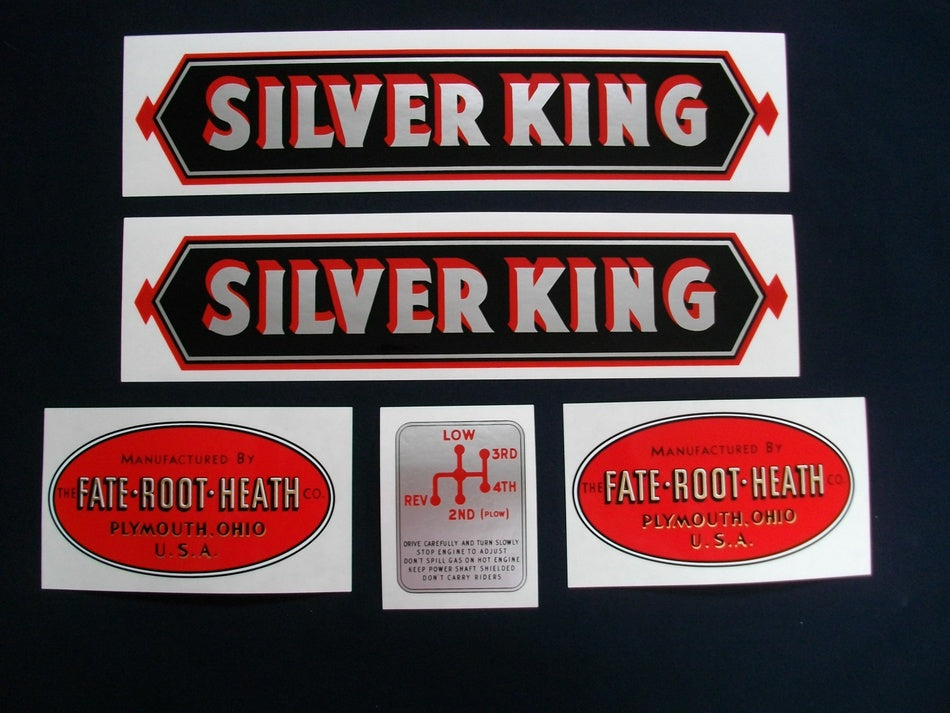 SILVER KING
SILVER KING
MANUFACTURED BY
THE FATE·ROOT·HEATH CO.
PLYMOUTH, OHIO
U.S.A.
LOW
3RD
REV
4TH
2ND (PLOW)
DRIVE CAREFULLY AND TURN SLOWLY
STOP ENGINE TO ADJUST
DON'T SPILL GAS ON HOT ENGINE
KEEP POWER SHAFT SHIELDED
DON'T CARRY RIDERS
MANUFACTURED BY
THE FATE·ROOT·HEATH CO.
PLYMOUTH, OHIO
U.S.A.